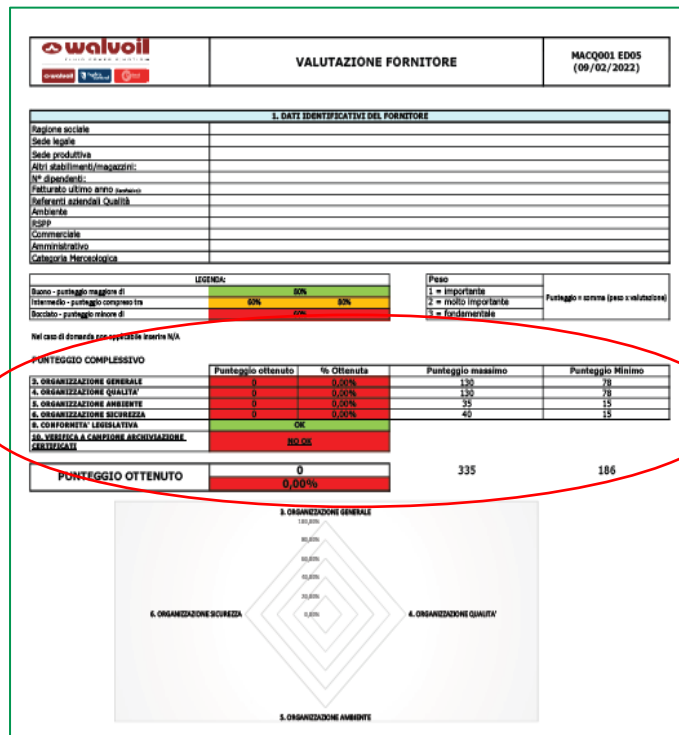 walvoil
VALUTAZIONE FORNITORE
MACQ001 ED05
(09/02/2022)
walvoil
1. DATI IDENTIFICATIVI DEL FORNITORE
Ragione sociale
Sede legale
Sede produttiva
Altri stabilimenti/magazzini:
N° dipendenti:
Fatturato ultimo anno
Referenti aziendali Qualità
Ambiente
RSPP
Commerciale
Amministrativo
Categoria Merceologica
LEGENDA:
Buono - punteggio maggiore di 80%
Intermedio - punteggio compreso tra 60% 80%
Bocciato - punteggio minore di 60%
Peso
1 = importante
2 = molto importante
3 = fondamentale
Punteggio = somma (peso x valutazione)
Nel caso di domanda non applicabile inserire N/A
PUNTEGGIO COMPLESSIVO
Punteggio ottenuto % Ottenuta Punteggio massimo Punteggio Minimo
3. ORGANIZZAZIONE GENERALE 0 0,00% 130 78
4. ORGANIZZAZIONE QUALITA' 0 0,00% 130 78
5. ORGANIZZAZIONE AMBIENTE 0 0,00% 35 15
6. ORGANIZZAZIONE SICUREZZA 0 0,00% 40 15
9. CONFORMITA' LEGISLATIVA OK
10. VERIFICA A CAMPIONE ARCHIVIAZIONE
CERTIFICATI NO OK
PUNTEGGIO OTTENUTO 0 335 186
0,00%
3. ORGANIZZAZIONE GENERALE
100,00%
80,00%
60,00%
40,00%
20,00%
6. ORGANIZZAZIONE SICUREZZA 0,00% 4. ORGANIZZAZIONE QUALITA'
5. ORGANIZZAZIONE AMBIENTE